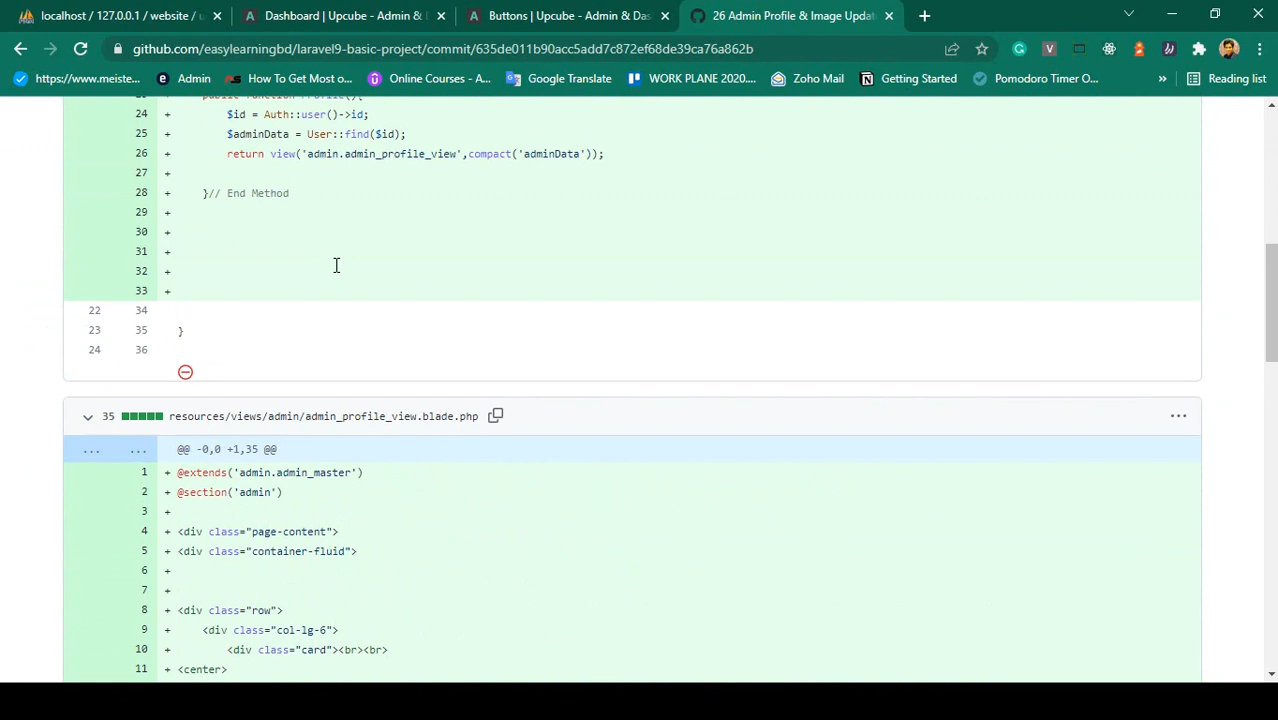 localhost / 127.0.0.1 / website / u
Dashboard | Upcube - Admin &
Buttons | Upcube - Admin & Das
26 Admin Profile & Image Updat
github.com/easylearningbd/laravel9-basic-project/commit/635de011b90acc5add7c872ef68de39ca76a862b
https://www.meiste...
Admin
How To Get Most o...
Online Courses - A...
Google Translate
WORK PLANE 2020....
Zoho Mail
Getting Started
Pomodoro Timer O...
»
Reading list
24 + $id = Auth::user()->id;
25 + $adminData = User::find($id);
26 + return view('admin.admin_profile_view',compact('adminData'));
27 +
28 + }// End Method
29 +
30 +
31 +
32 +
33 +
22 34
23 35 }
24 36
35 resources/views/admin/admin_profile_view.blade.php
... ... @@ -0,0 +1,35 @@
1 + @extends('admin.admin_master')
2 + @section('admin')
3 +
4 + <div class="page-content">
5 + <div class="container-fluid">
6 +
7 +
8 + <div class="row">
9 + <div class="col-lg-6">
10 + <div class="card"><br><br>
11 + <center>